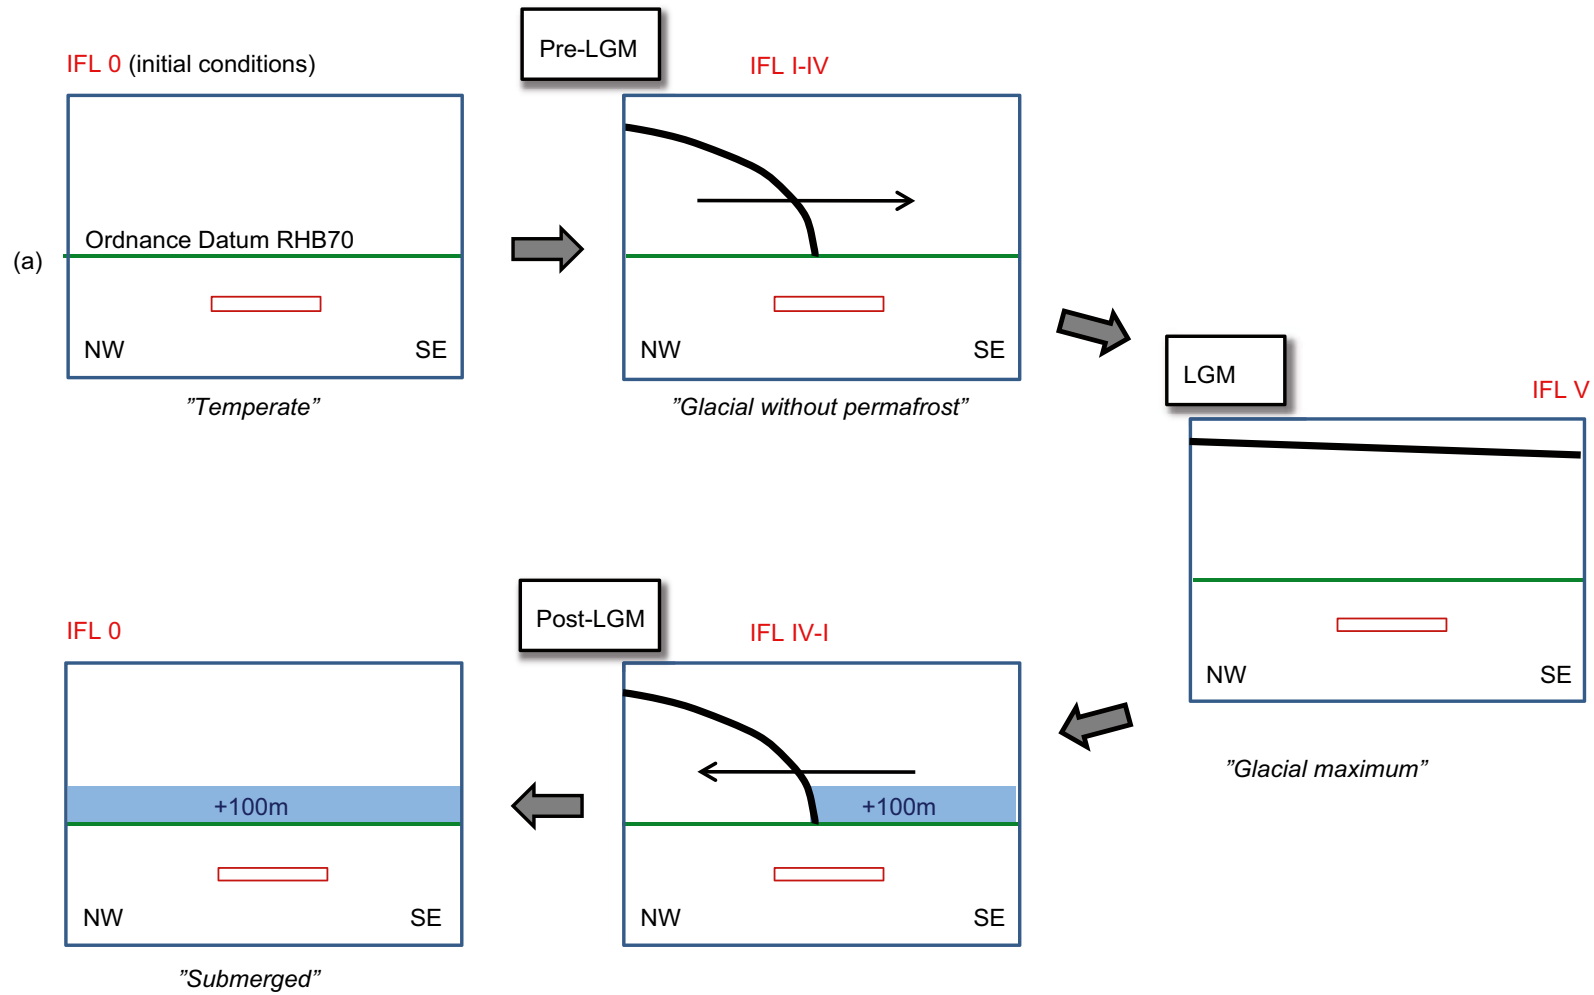 Pre-LGM
IFL 0 (initial conditions)
IFL I-IV
Ordnance Datum RHB70
(a)
NW
SE
NW
SE
"Temperate"
"Glacial without permafrost"
LGM
IFL V
NW
SE
"Glacial maximum"
Post-LGM
IFL 0
IFL IV-I
+100m
+100m
NW
SE
NW
SE
"Submerged"